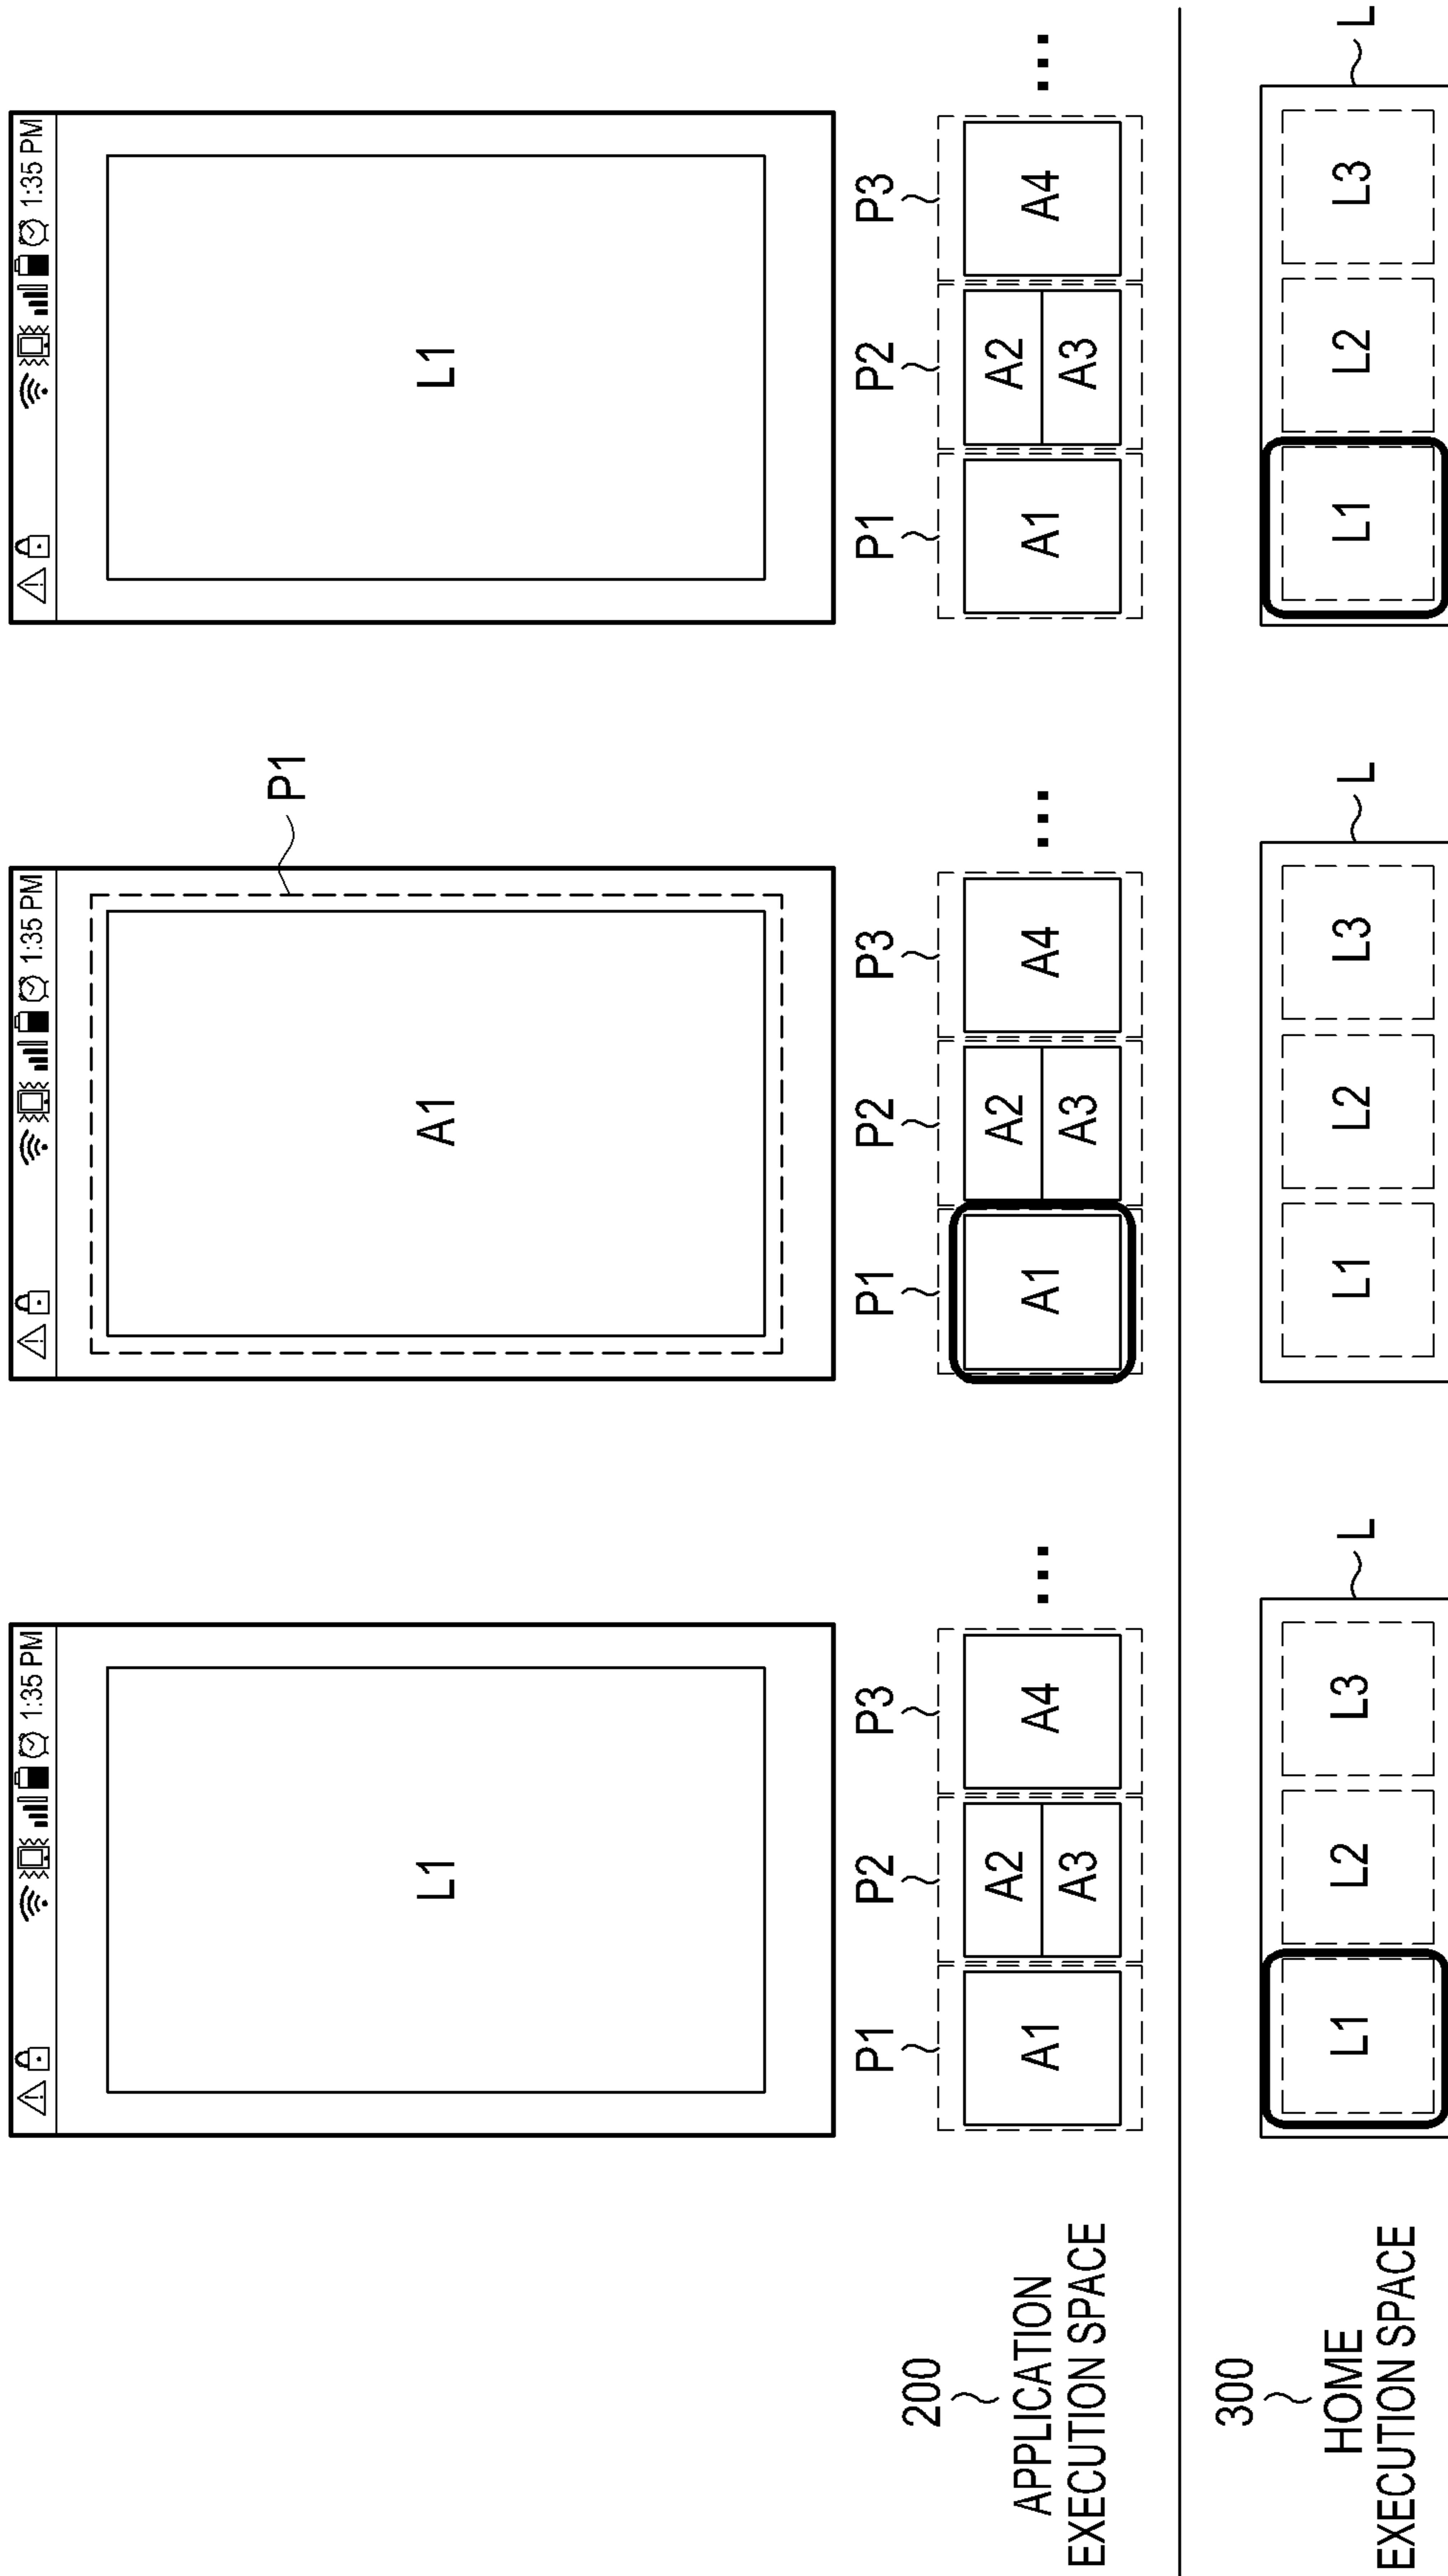 1:35 PM
L1
1:35 PM
A1
P1
1:35 PM
L1
200
APPLICATION
EXECUTION SPACE
P1 P2 P3
A1 A2 A3 A4 ...
P1 P2 P3
A1 A2 A3 A4 ...
P1 P2 P3
A1 A2 A3 A4 ...
300
HOME
EXECUTION SPACE
L1 L2 L3 L
L1 L2 L3 L
L1 L2 L3 L